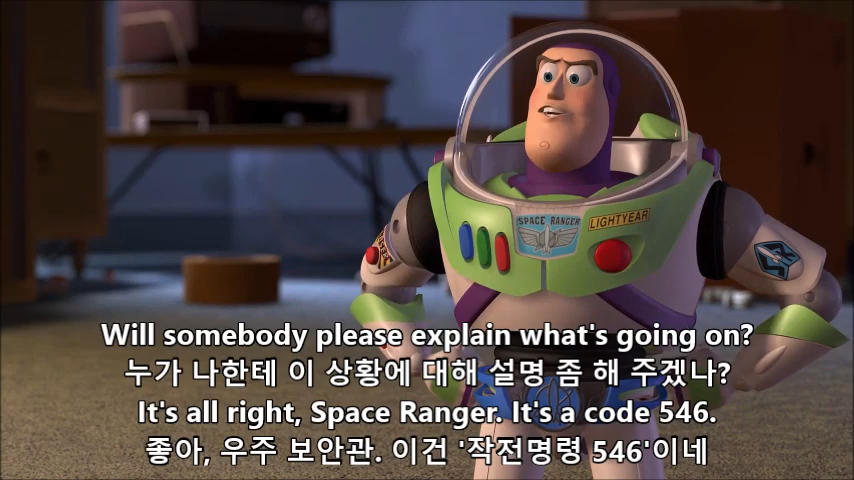 SPACE RANGER
LIGHTYEAR
Will somebody please explain what's going on?
누가 나한테 이 상황에 대해 설명 좀 해 주겠나?
It's all right, Space Ranger. It's a code 546.
좋아, 우주 보안관. 이건 '작전명령 546'이네